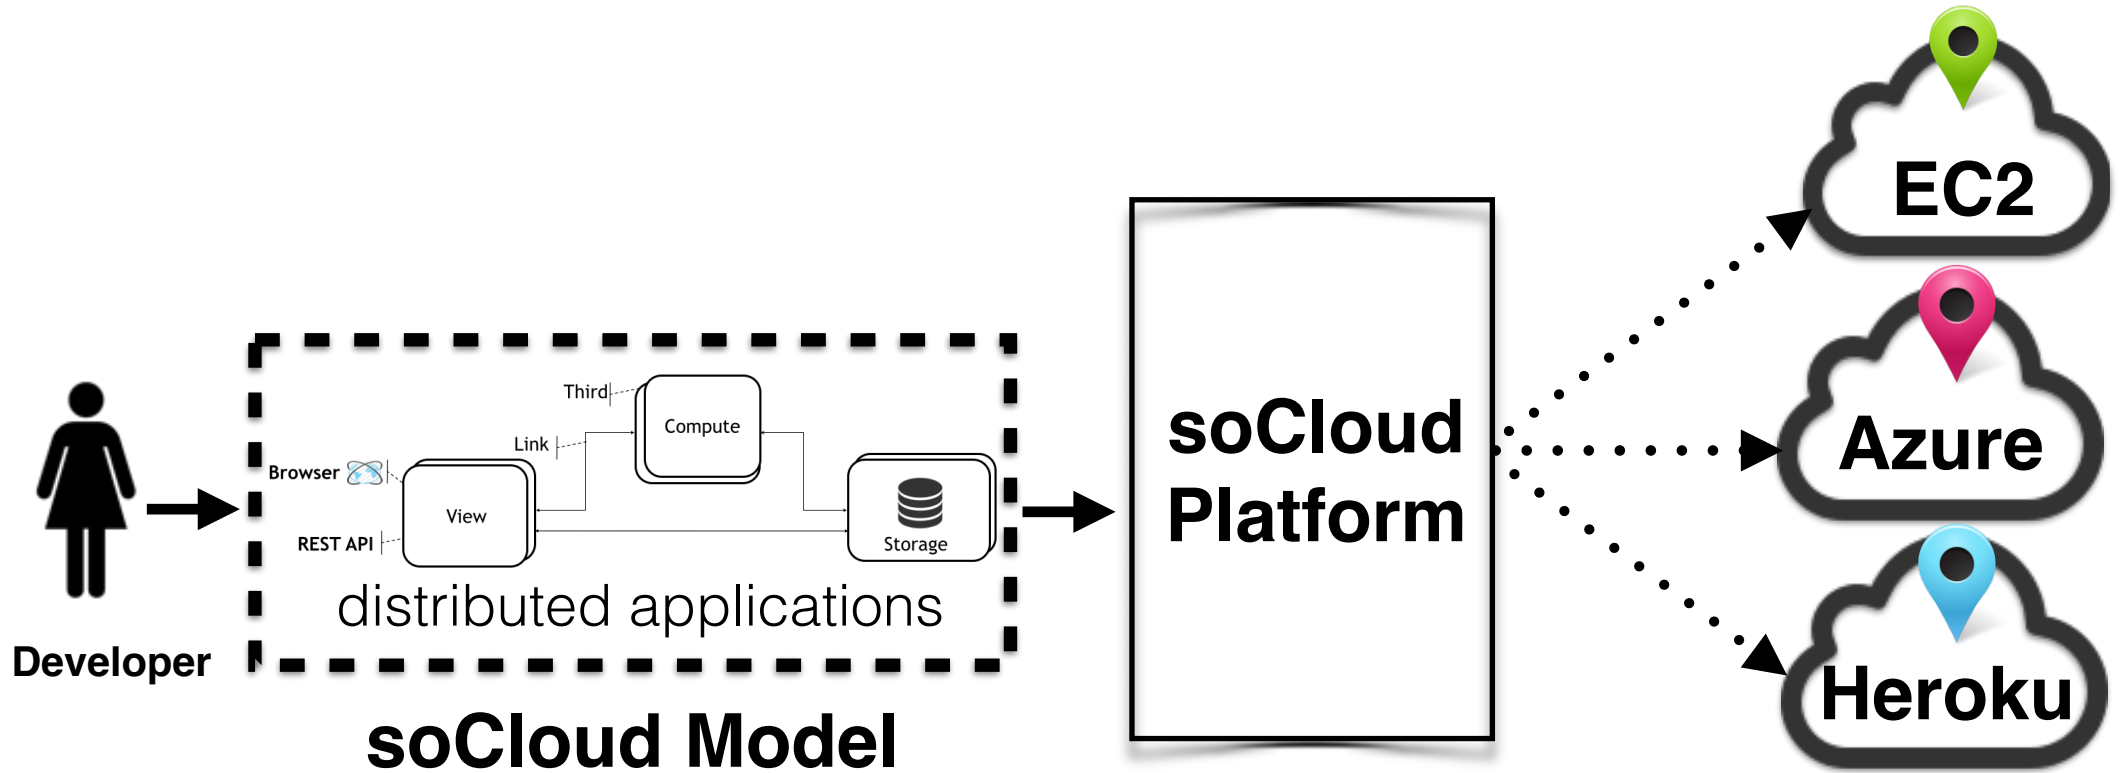 Developer
Third
Compute
Link
Browser
View
REST API
Storage
distributed applications
soCloud Model
soCloud
Platform
EC2
Azure
Heroku